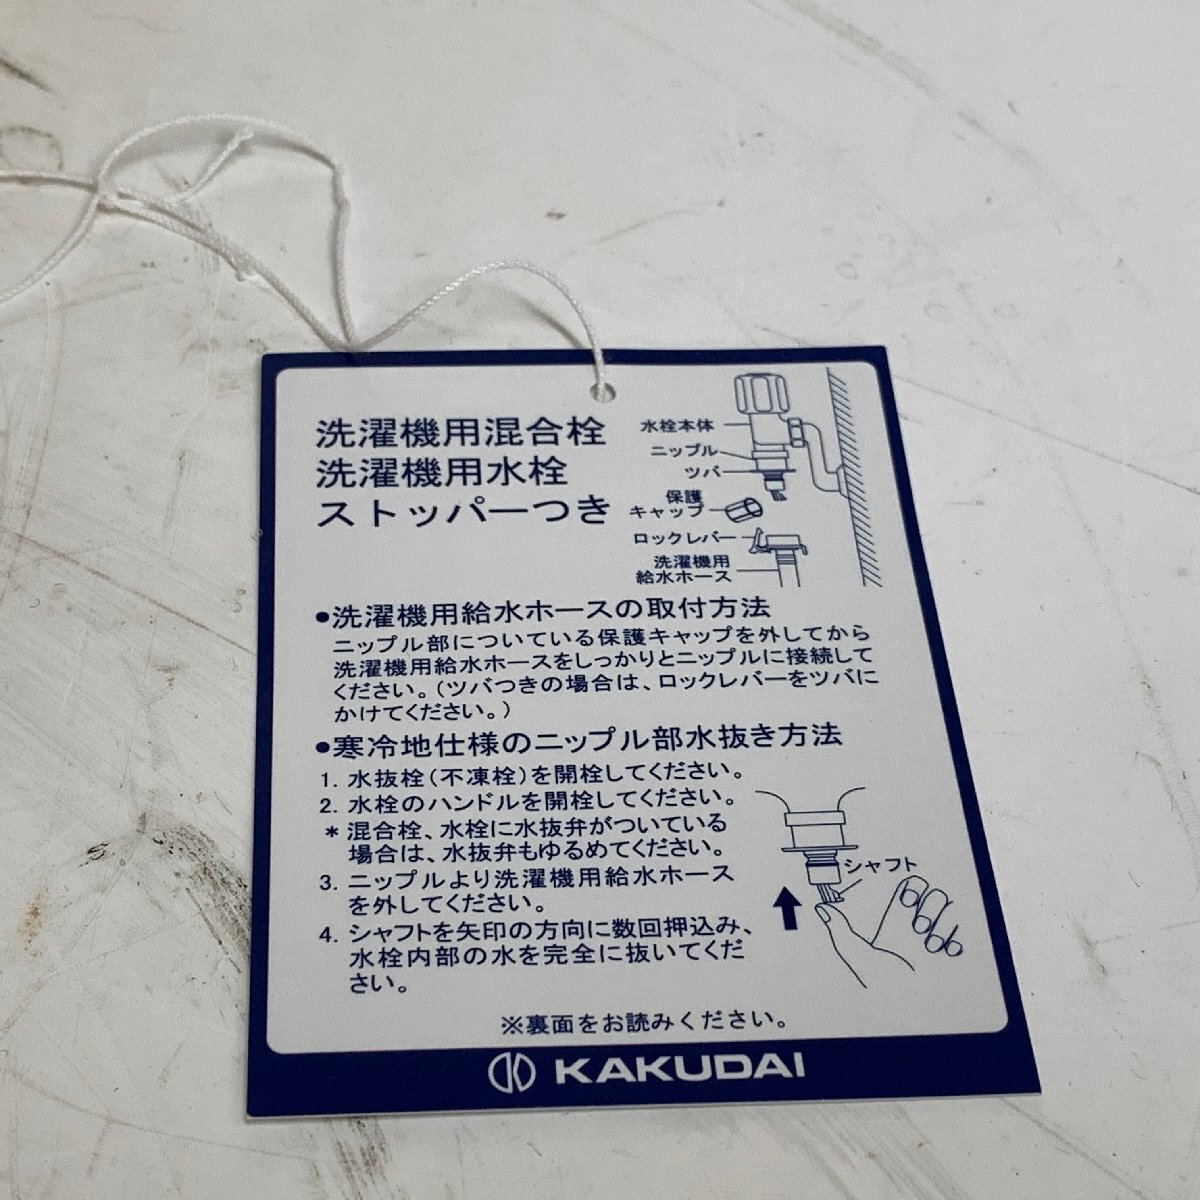 洗濯機用混合栓
洗濯機用水栓
ストッパーつき
水栓本体
ニップル
ツバ
保護
キャップ
ロックレバー
洗濯機用
給水ホース
●洗濯機用給水ホースの取付方法
ニップル部についている保護キャップを外してから
洗濯機用給水ホースをしっかりとニップルに接続して
ください。(ツバつきの場合は、ロックレバーをツバに
かけてください。)
●寒冷地仕様のニップル部水抜き方法
1. 水抜栓(不凍栓)を開栓してください。
2. 水栓のハンドルを開栓してください。
* 混合栓、水栓に水抜弁がついている
場合は、水抜弁もゆるめてください。
3. ニップルより洗濯機用給水ホース
を外してください。
4. シャフトを矢印の方向に数回押込み、
水栓内部の水を完全に抜いてくだ
さい。
シャフト
※裏面をお読みください。
KAKUDAI